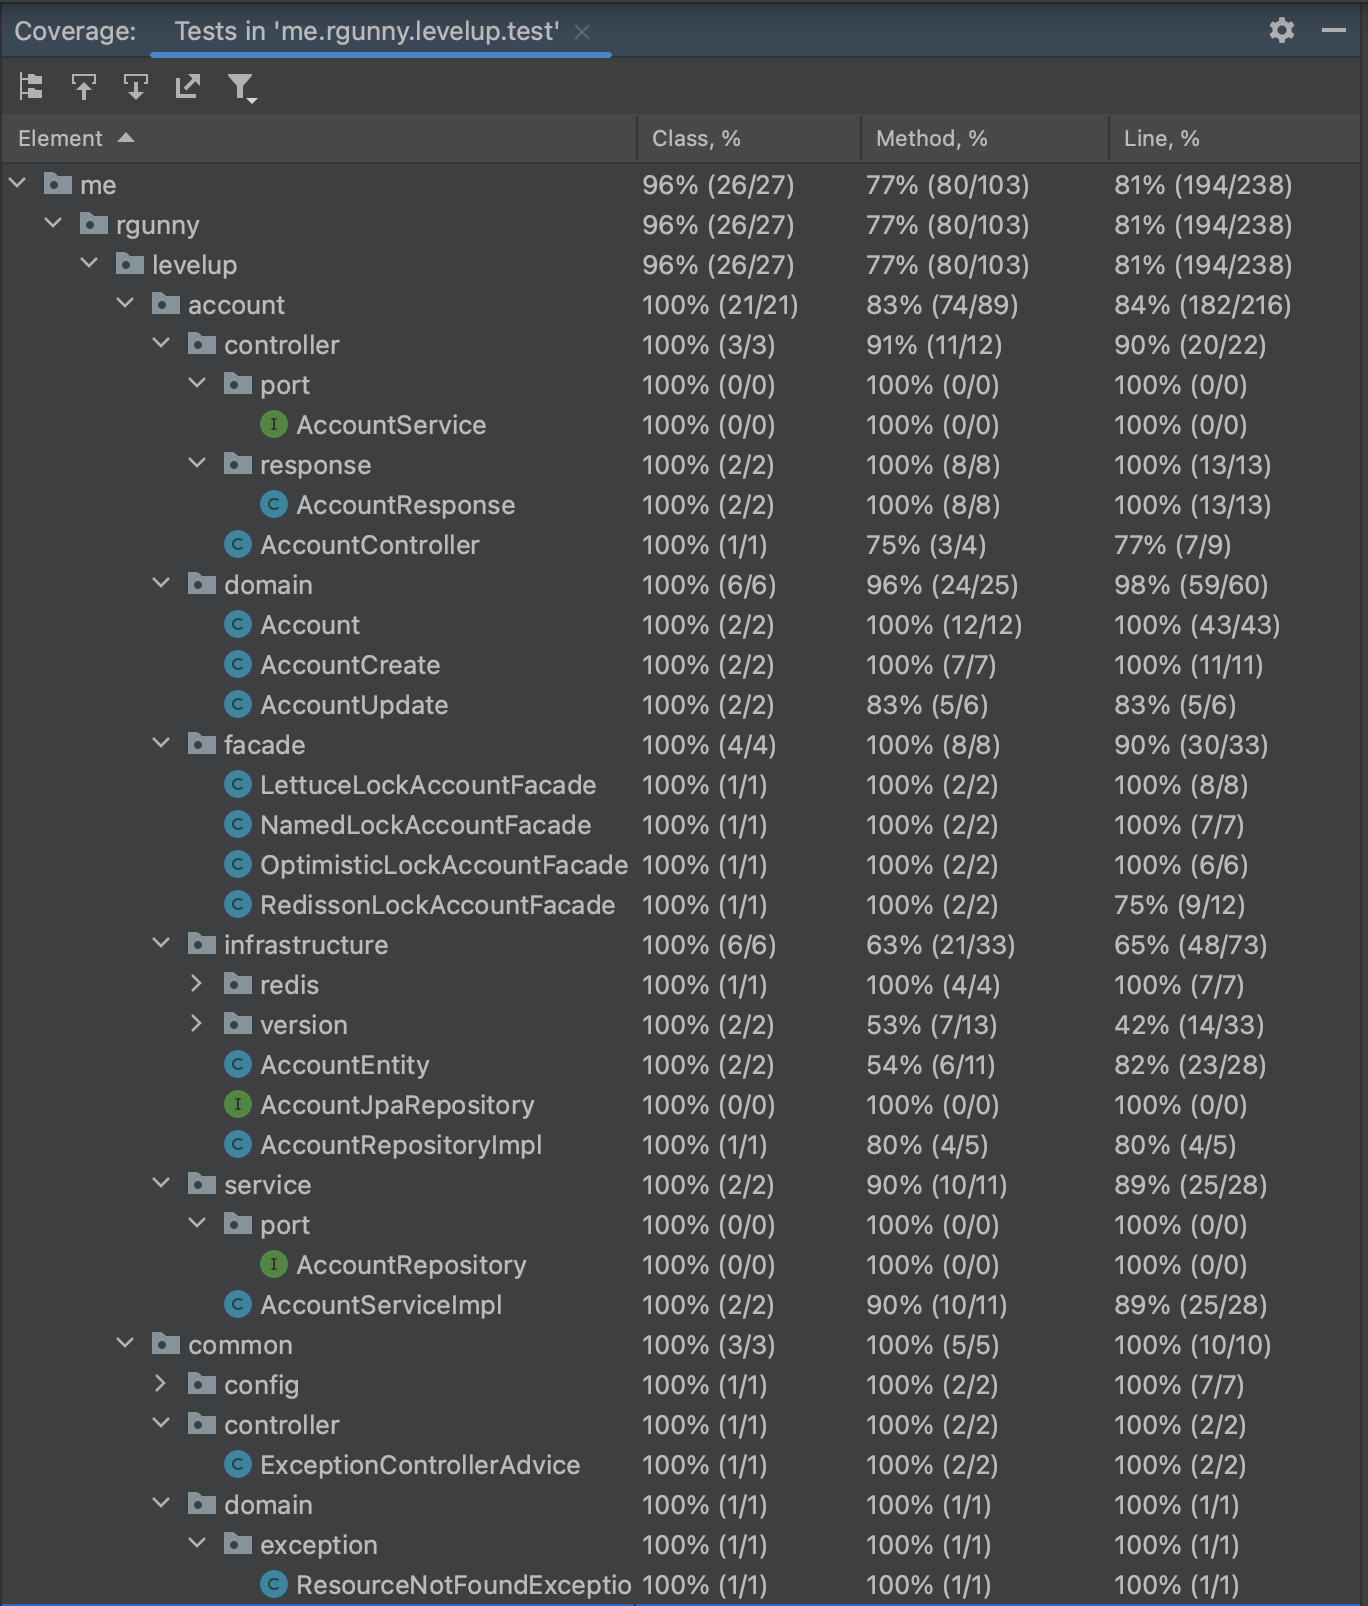 Coverage: Tests in 'me.rgunny.levelup.test'
Element Class, % Method, % Line, %
me 96% (26/27) 77% (80/103) 81% (194/238)
rgunny 96% (26/27) 77% (80/103) 81% (194/238)
levelup 96% (26/27) 77% (80/103) 81% (194/238)
account 100% (21/21) 83% (74/89) 84% (182/216)
controller 100% (3/3) 91% (11/12) 90% (20/22)
port 100% (0/0) 100% (0/0) 100% (0/0)
I AccountService 100% (0/0) 100% (0/0) 100% (0/0)
response 100% (2/2) 100% (8/8) 100% (13/13)
C AccountResponse 100% (2/2) 100% (8/8) 100% (13/13)
C AccountController 100% (1/1) 75% (3/4) 77% (7/9)
domain 100% (6/6) 96% (24/25) 98% (59/60)
C Account 100% (2/2) 100% (12/12) 100% (43/43)
C AccountCreate 100% (2/2) 100% (7/7) 100% (11/11)
C AccountUpdate 100% (2/2) 83% (5/6) 83% (5/6)
facade 100% (4/4) 100% (8/8) 90% (30/33)
C LettuceLockAccountFacade 100% (1/1) 100% (2/2) 100% (8/8)
C NamedLockAccountFacade 100% (1/1) 100% (2/2) 100% (7/7)
C OptimisticLockAccountFacade 100% (1/1) 100% (2/2) 100% (6/6)
C RedissonLockAccountFacade 100% (1/1) 100% (2/2) 75% (9/12)
infrastructure 100% (6/6) 63% (21/33) 65% (48/73)
redis 100% (1/1) 100% (4/4) 100% (7/7)
version 100% (2/2) 53% (7/13) 42% (14/33)
C AccountEntity 100% (2/2) 54% (6/11) 82% (23/28)
I AccountJpaRepository 100% (0/0) 100% (0/0) 100% (0/0)
C AccountRepositoryImpl 100% (1/1) 80% (4/5) 80% (4/5)
service 100% (2/2) 90% (10/11) 89% (25/28)
port 100% (0/0) 100% (0/0) 100% (0/0)
I AccountRepository 100% (0/0) 100% (0/0) 100% (0/0)
C AccountServiceImpl 100% (2/2) 90% (10/11) 89% (25/28)
common 100% (3/3) 100% (5/5) 100% (10/10)
config 100% (1/1) 100% (2/2) 100% (7/7)
controller 100% (1/1) 100% (2/2) 100% (2/2)
C ExceptionControllerAdvice 100% (1/1) 100% (2/2) 100% (2/2)
domain 100% (1/1) 100% (1/1) 100% (1/1)
exception 100% (1/1) 100% (1/1) 100% (1/1)
C ResourceNotFoundExceptio 100% (1/1) 100% (1/1) 100% (1/1)